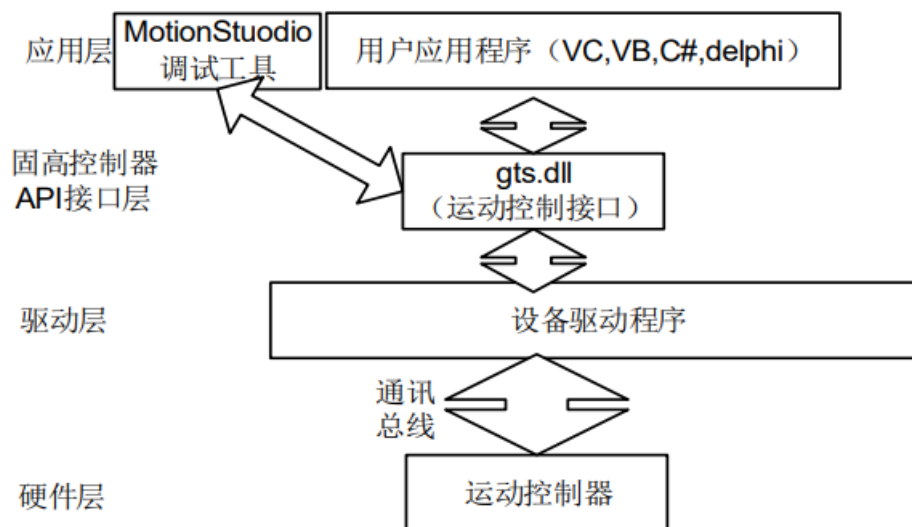 应用层
MotionStuodio
调试工具
用户应用程序（VC,VB,C#,delphi）
固高控制器
API接口层
gts.dll
（运动控制接口）
驱动层
设备驱动程序
通讯
总线
硬件层
运动控制器